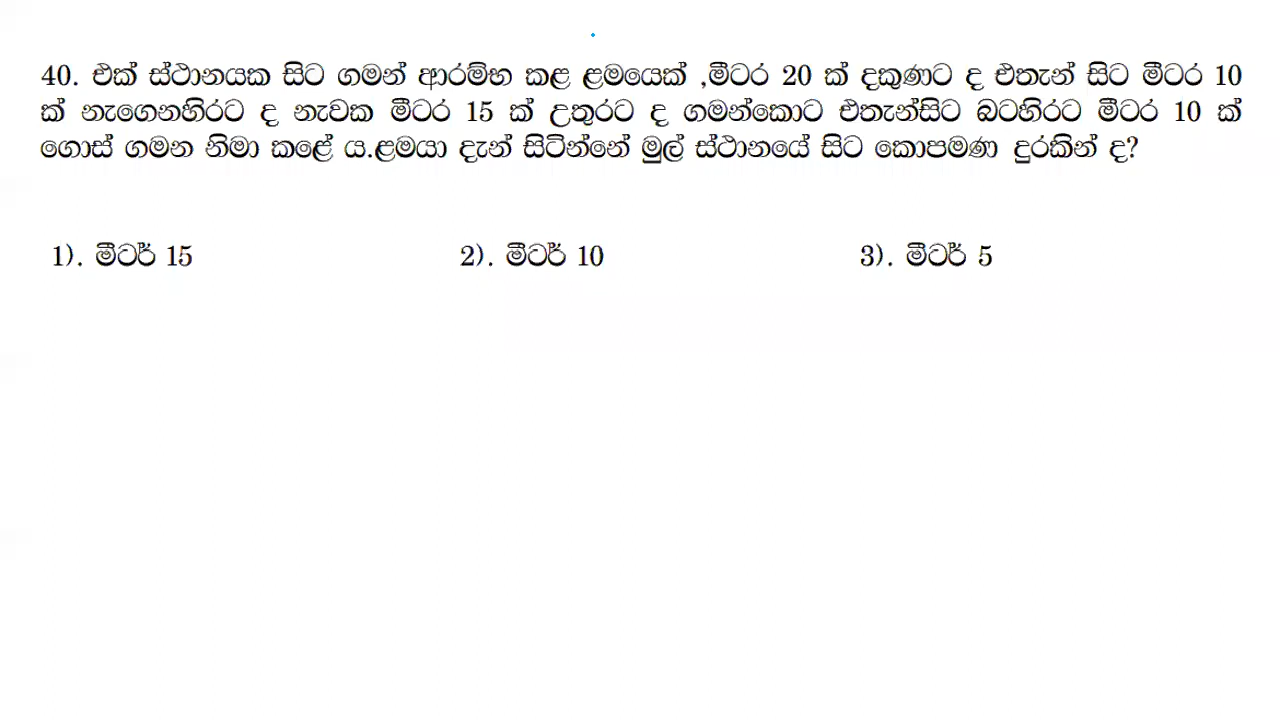 40. එක් ස්ථානයක සිට ගමන් ආරම්භ කළ ළමයෙක් ,මීටර 20 ක් දකුණට ද එතැන් සිට මීටර 10
ක් නැගෙනහිරට ද නැවක මීටර 15 ක් උතුරට ද ගමන්කොට එතැන්සිට බටහිරට මීටර 10 ක්
ගොස් ගමන නිමා කළේ ය.ළමයා දැන් සිටින්නේ මුල් ස්ථානයේ සිට කොපමණ දුරකින් ද?
1). මීටර් 15 2). මීටර් 10 3). මීටර් 5